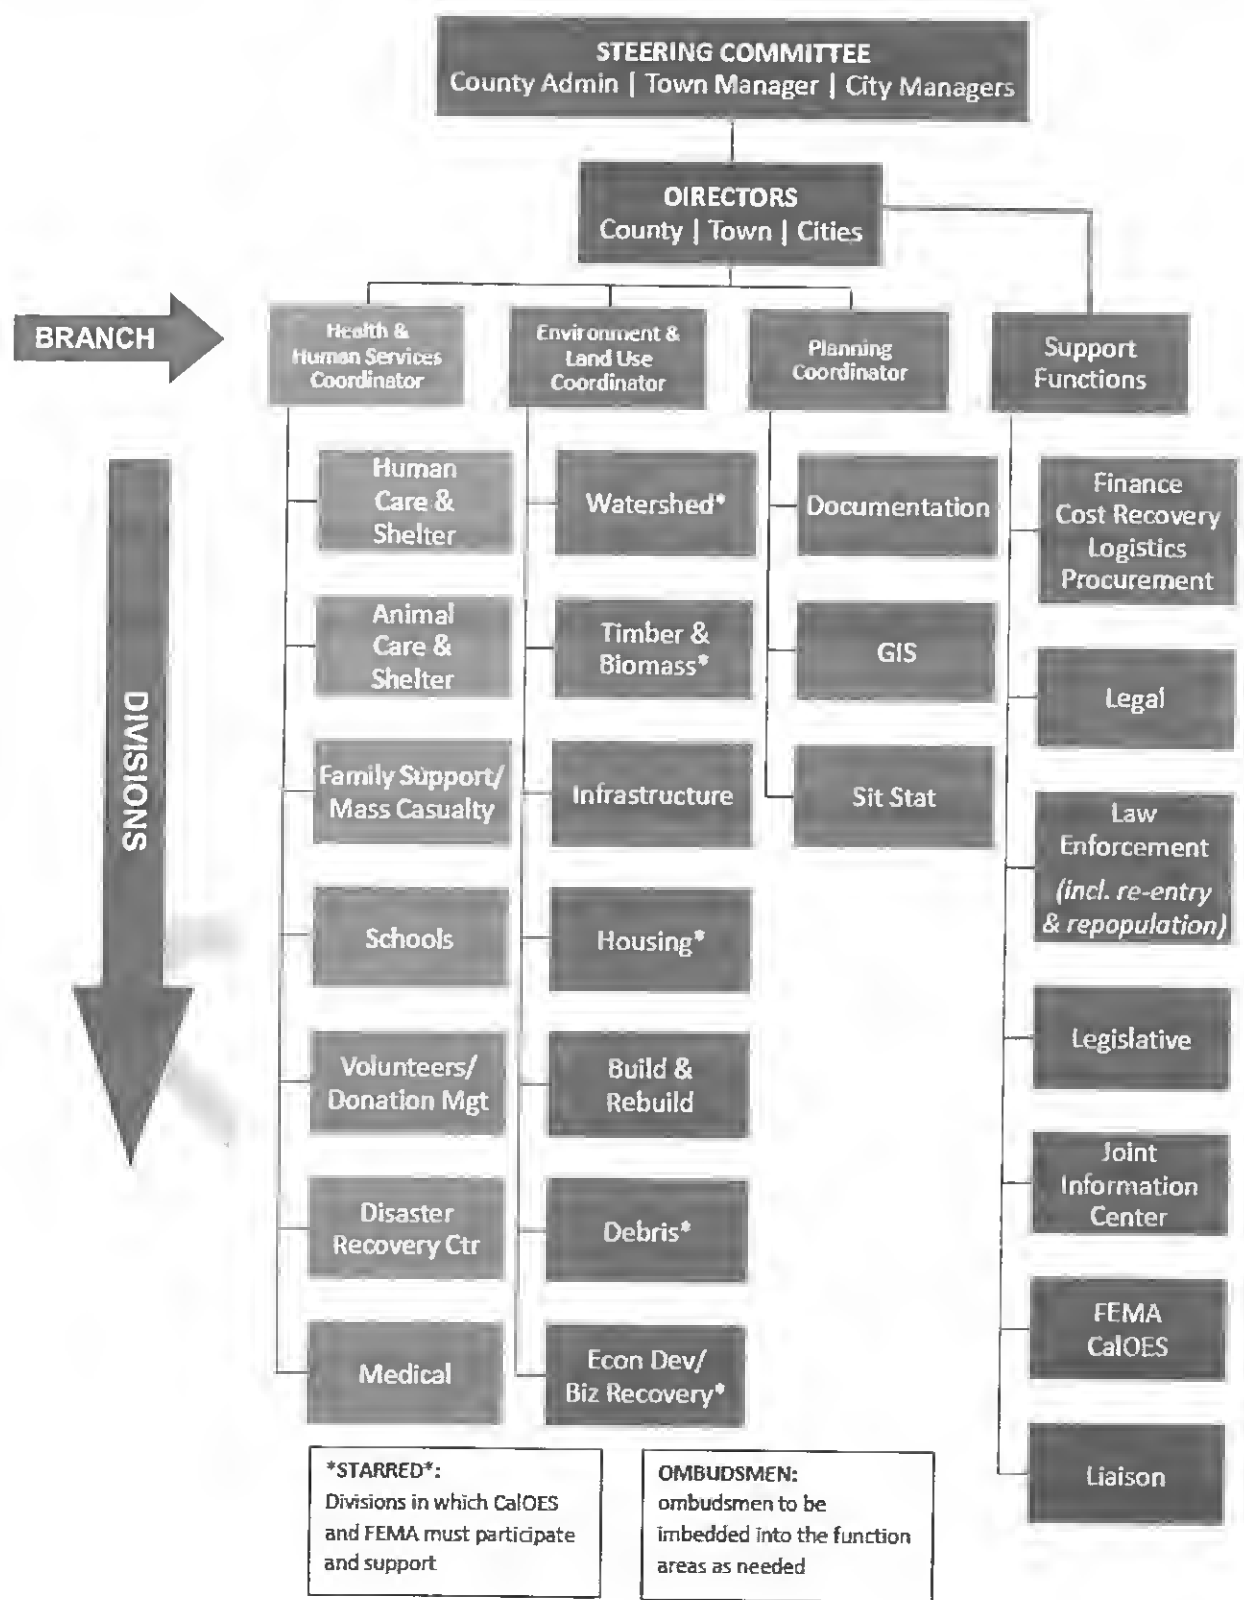 STEERING COMMITTEE
County Admin | Town Manager | City Managers
DIRECTORS
County | Town | Cities
BRANCH
Health &
Human Services
Coordinator
Environment &
Land Use
Coordinator
Planning
Coordinator
Support
Functions
DIVISIONS
Human
Care &
Shelter
Animal
Care &
Shelter
Family Support/
Mass Casualty
Schools
Volunteers/
Donation Mgt
Disaster
Recovery Ctr
Medical
Watershed*
Timber &
Biomass*
Infrastructure
Housing*
Build &
Rebuild
Debris*
Econ Dev/
Biz Recovery*
Documentation
GIS
Sit Stat
Finance
Cost Recovery
Logistics
Procurement
Legal
Law
Enforcement
(incl. re-entry
& repopulation)
Legislative
Joint
Information
Center
FEMA
CalOES
Liaison
*STARRED*:
Divisions in which CalOES
and FEMA must participate
and support
OMBUDSMEN:
ombudsmen to be
imbedded into the function
areas as needed